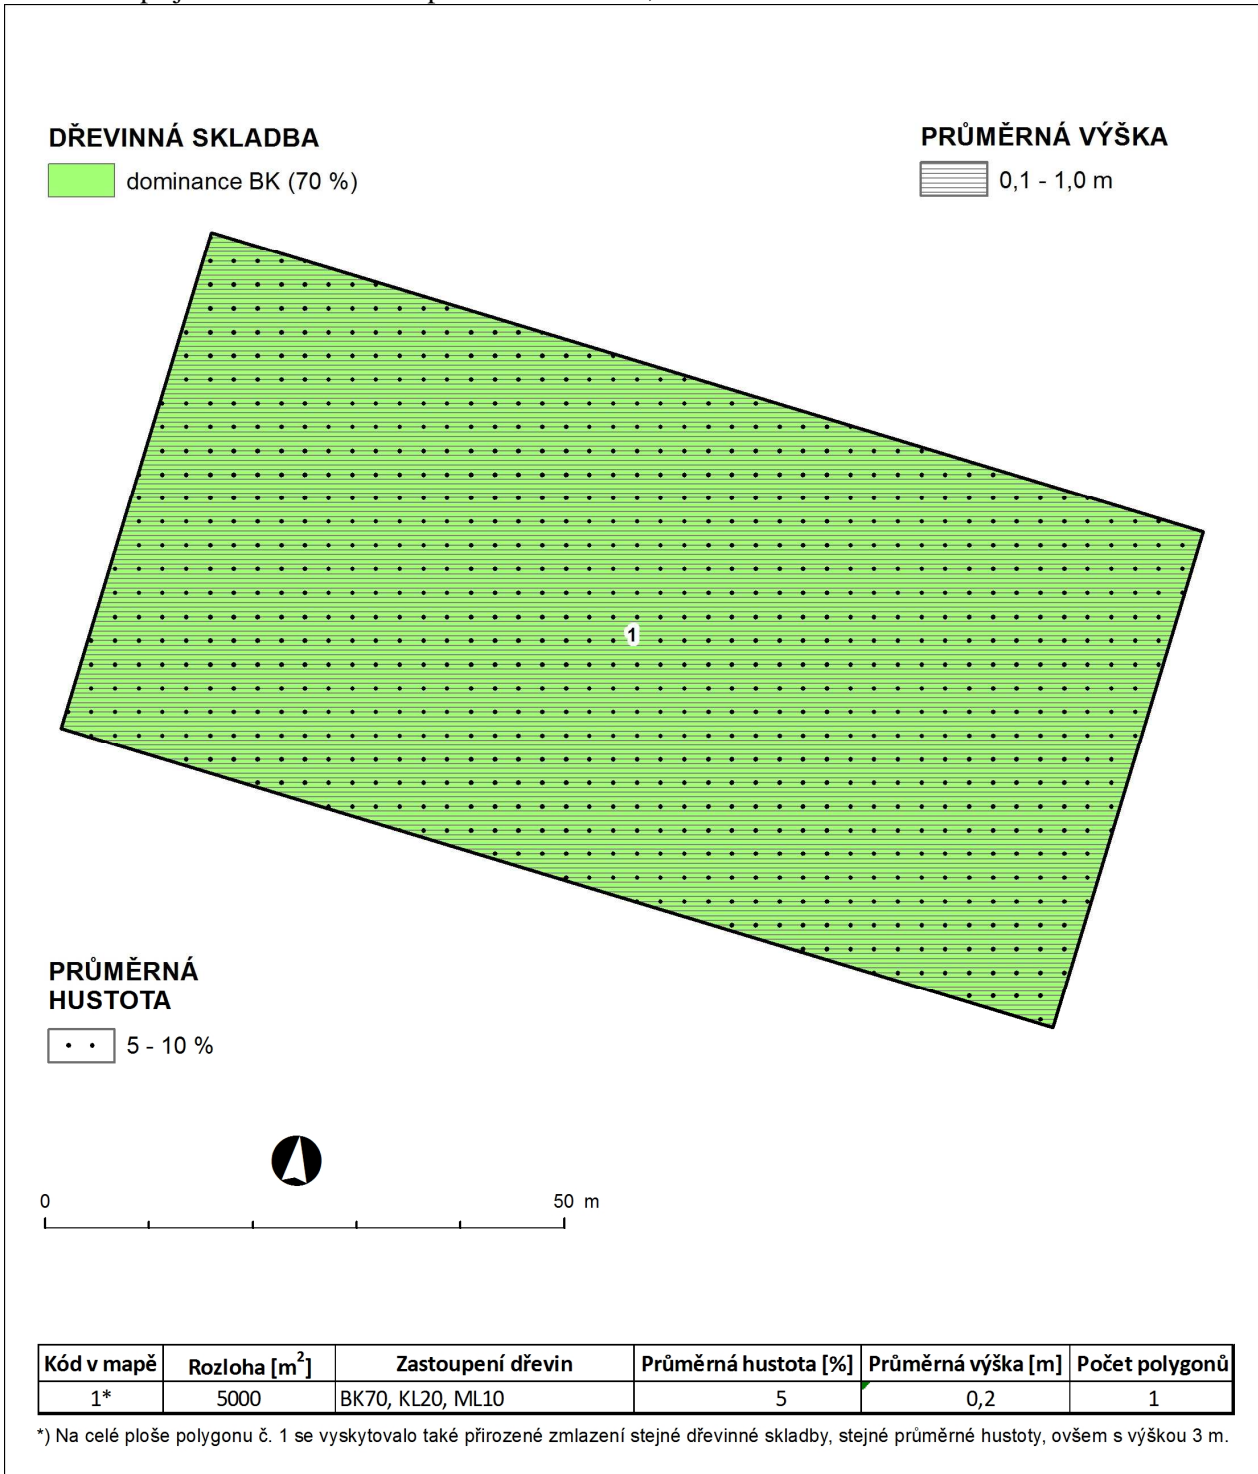 DŘEVINNÁ SKLADBA
dominance BK (70 %)
PRŮMĚRNÁ VÝŠKA
0,1 - 1,0 m
1
PRŮMĚRNÁ
HUSTOTA
5 - 10 %
0 50 m
Kód v mapě Rozloha [m²] Zastoupení dřevin Průměrná hustota [%] Průměrná výška [m] Počet polygonů
1* 5000 BK70, KL20, ML10 5 0,2 1
*) Na celé ploše polygonu č. 1 se vyskytovalo také přirozené zmlazení stejné dřevinné skladby, stejné průměrné hustoty, ovšem s výškou 3 m.